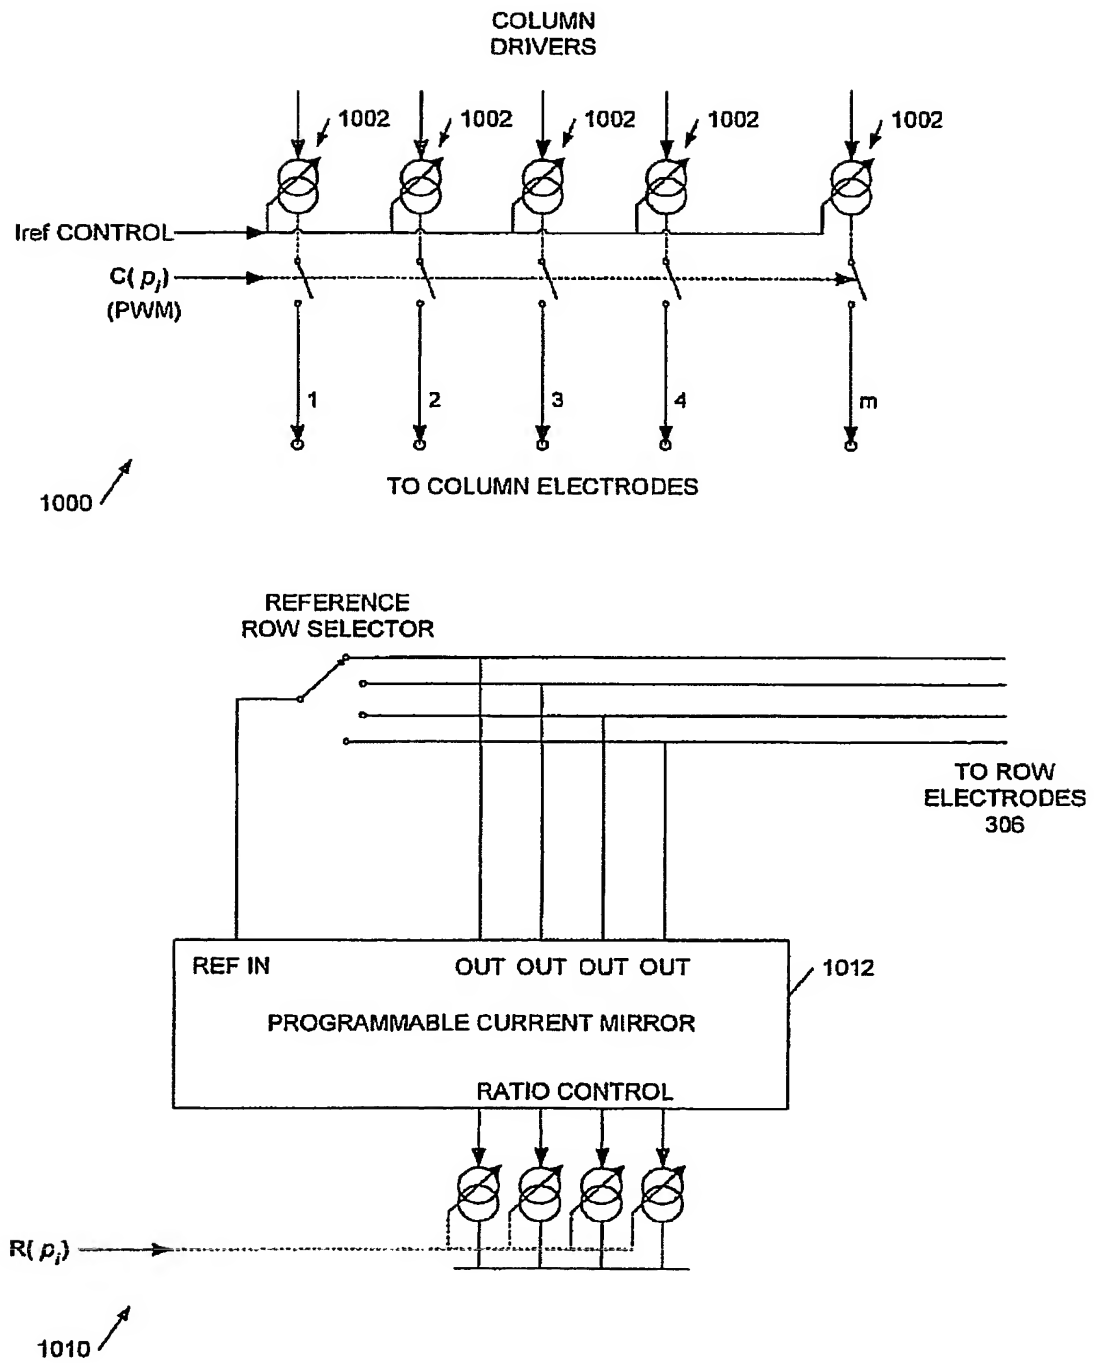 COLUMN
DRIVERS
1002 1002 1002 1002 1002
Iref CONTROL
C( pi)
(PWM)
1 2 3 4 m
TO COLUMN ELECTRODES
1000
REFERENCE
ROW SELECTOR
TO ROW
ELECTRODES
306
REF IN OUT OUT OUT OUT
1012
PROGRAMMABLE CURRENT MIRROR
RATIO CONTROL
R( pi)
1010